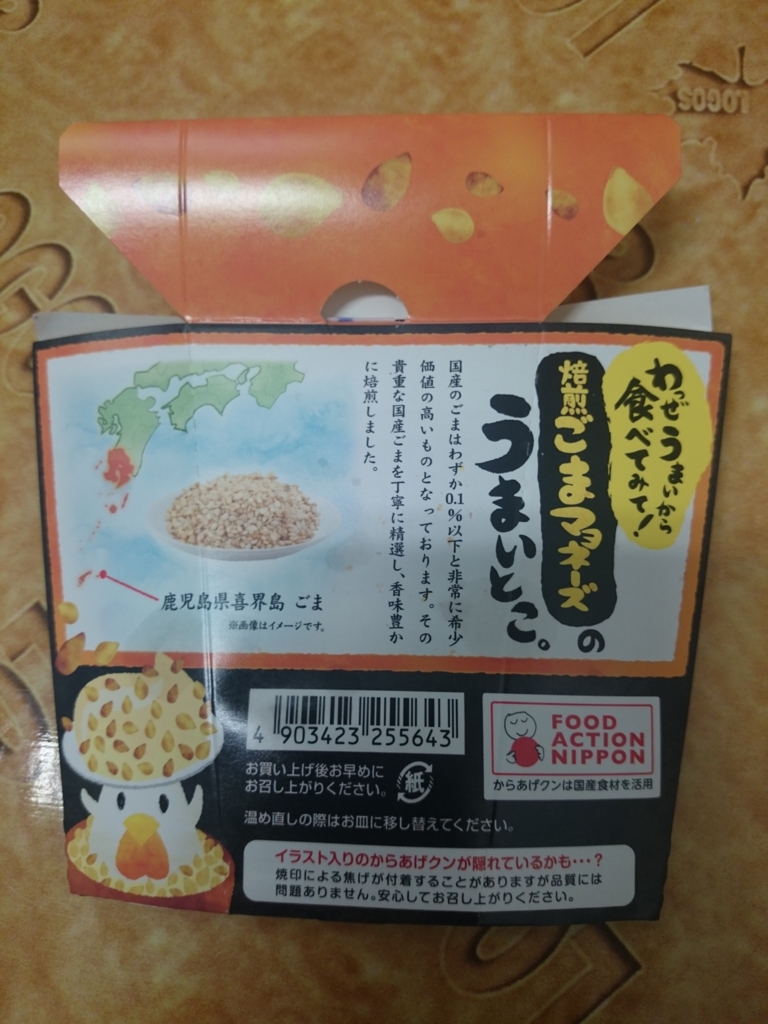 わっぜうまいから
食べてみて!
焙煎ごまマヨネーズの
うまいとこ。
国産のごまはわずか0.1%以下と非常に希少
価値の高いものとなっております。その
貴重な国産ごまを丁寧に精選し、香味豊か
に焙煎しました。
鹿児島県喜界島 ごま
※画像はイメージです。
4 903423 255643
お買い上げ後お早めに
お召し上がりください。
紙
温め直しの際はお皿に移し替えてください。
FOOD
ACTION
NIPPON
からあげクンは国産食材を活用
イラスト入りのからあげクンが隠れているかも・・・?
焼印による焦げが付着することがありますが品質には
問題ありません。安心してお召し上がりください。
LOGOS